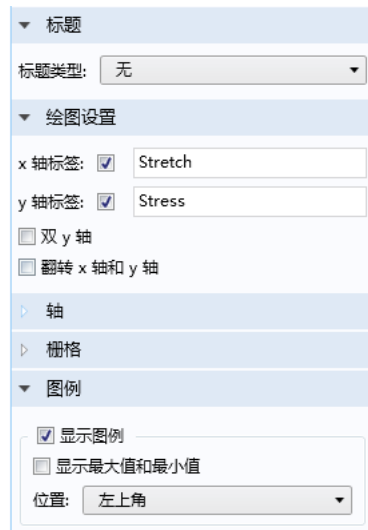 标题
标题类型: 无
绘图设置
x 轴标签: Stretch
y 轴标签: Stress
双 y 轴
翻转 x 轴和 y 轴
轴
栅格
图例
显示图例
显示最大值和最小值
位置: 左上角